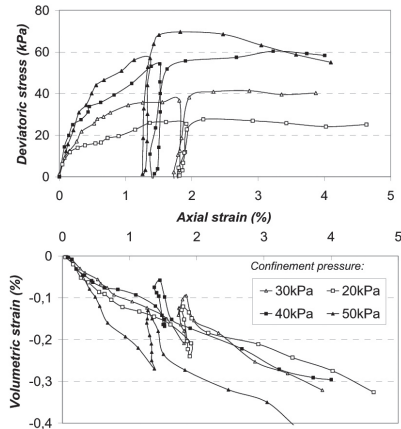 80
60
40
20
0
Deviatoric stress (kPa)
0 1 2 3 4 5
Axial strain (%)
0 1 2 3 4 5
0
-0,1
-0,2
-0,3
-0,4
Volumetric strain (%)
Confinement pressure:
30kPa 20kPa
40kPa 50kPa